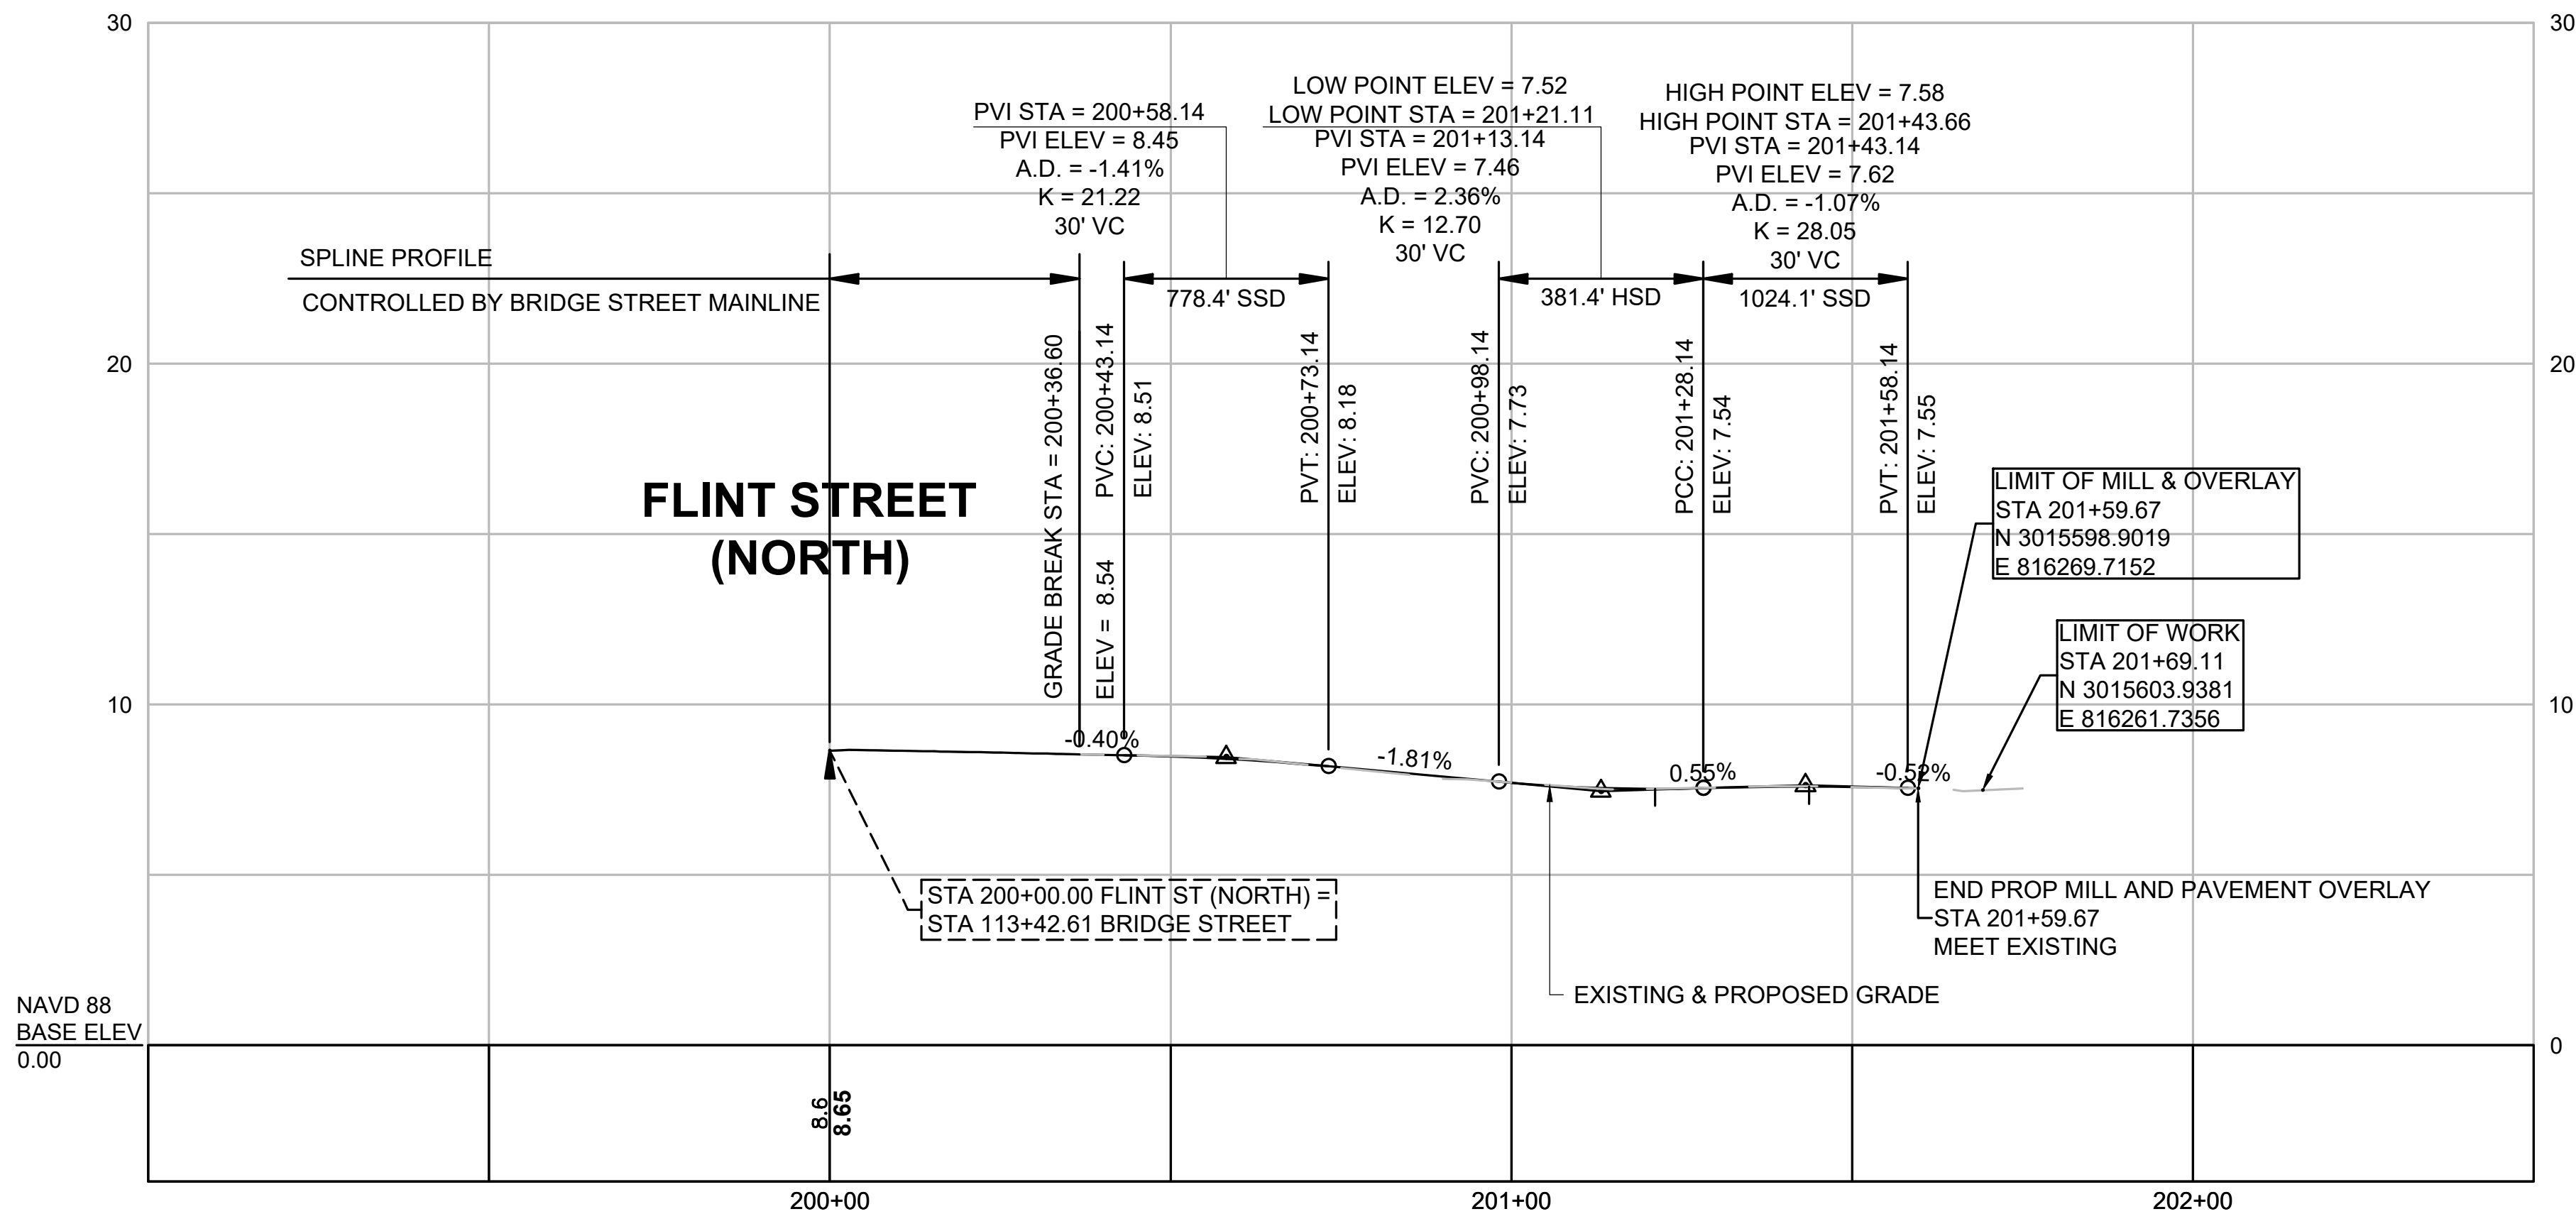 30
30
LOW POINT ELEV = 7.52
LOW POINT STA = 201+21.11
HIGH POINT ELEV = 7.58
HIGH POINT STA = 201+43.66
PVI STA = 200+58.14
PVI ELEV = 8.45
A.D. = -1.41%
K = 21.22
30' VC
PVI STA = 201+13.14
PVI ELEV = 7.46
A.D. = 2.36%
K = 12.70
30' VC
PVI STA = 201+43.14
PVI ELEV = 7.62
A.D. = -1.07%
K = 28.05
30' VC
SPLINE PROFILE
CONTROLLED BY BRIDGE STREET MAINLINE
778.4' SSD
381.4' HSD
1024.1' SSD
20
20
GRADE BREAK STA = 200+36.60
ELEV = 8.54
PVC: 200+43.14
ELEV: 8.51
PVT: 200+73.14
ELEV: 8.18
PVC: 200+98.14
ELEV: 7.73
PCC: 201+28.14
ELEV: 7.54
PVT: 201+58.14
ELEV: 7.55
FLINT STREET
(NORTH)
LIMIT OF MILL & OVERLAY
STA 201+59.67
N 3015598.9019
E 816269.7152
LIMIT OF WORK
STA 201+69.11
N 3015603.9381
E 816261.7356
10
10
-0.40%
-1.81%
0.55%
-0.52%
STA 200+00.00 FLINT ST (NORTH) =
STA 113+42.61 BRIDGE STREET
END PROP MILL AND PAVEMENT OVERLAY
STA 201+59.67
MEET EXISTING
EXISTING & PROPOSED GRADE
NAVD 88
BASE ELEV
0.00
0
8.6
8.65
200+00
201+00
202+00